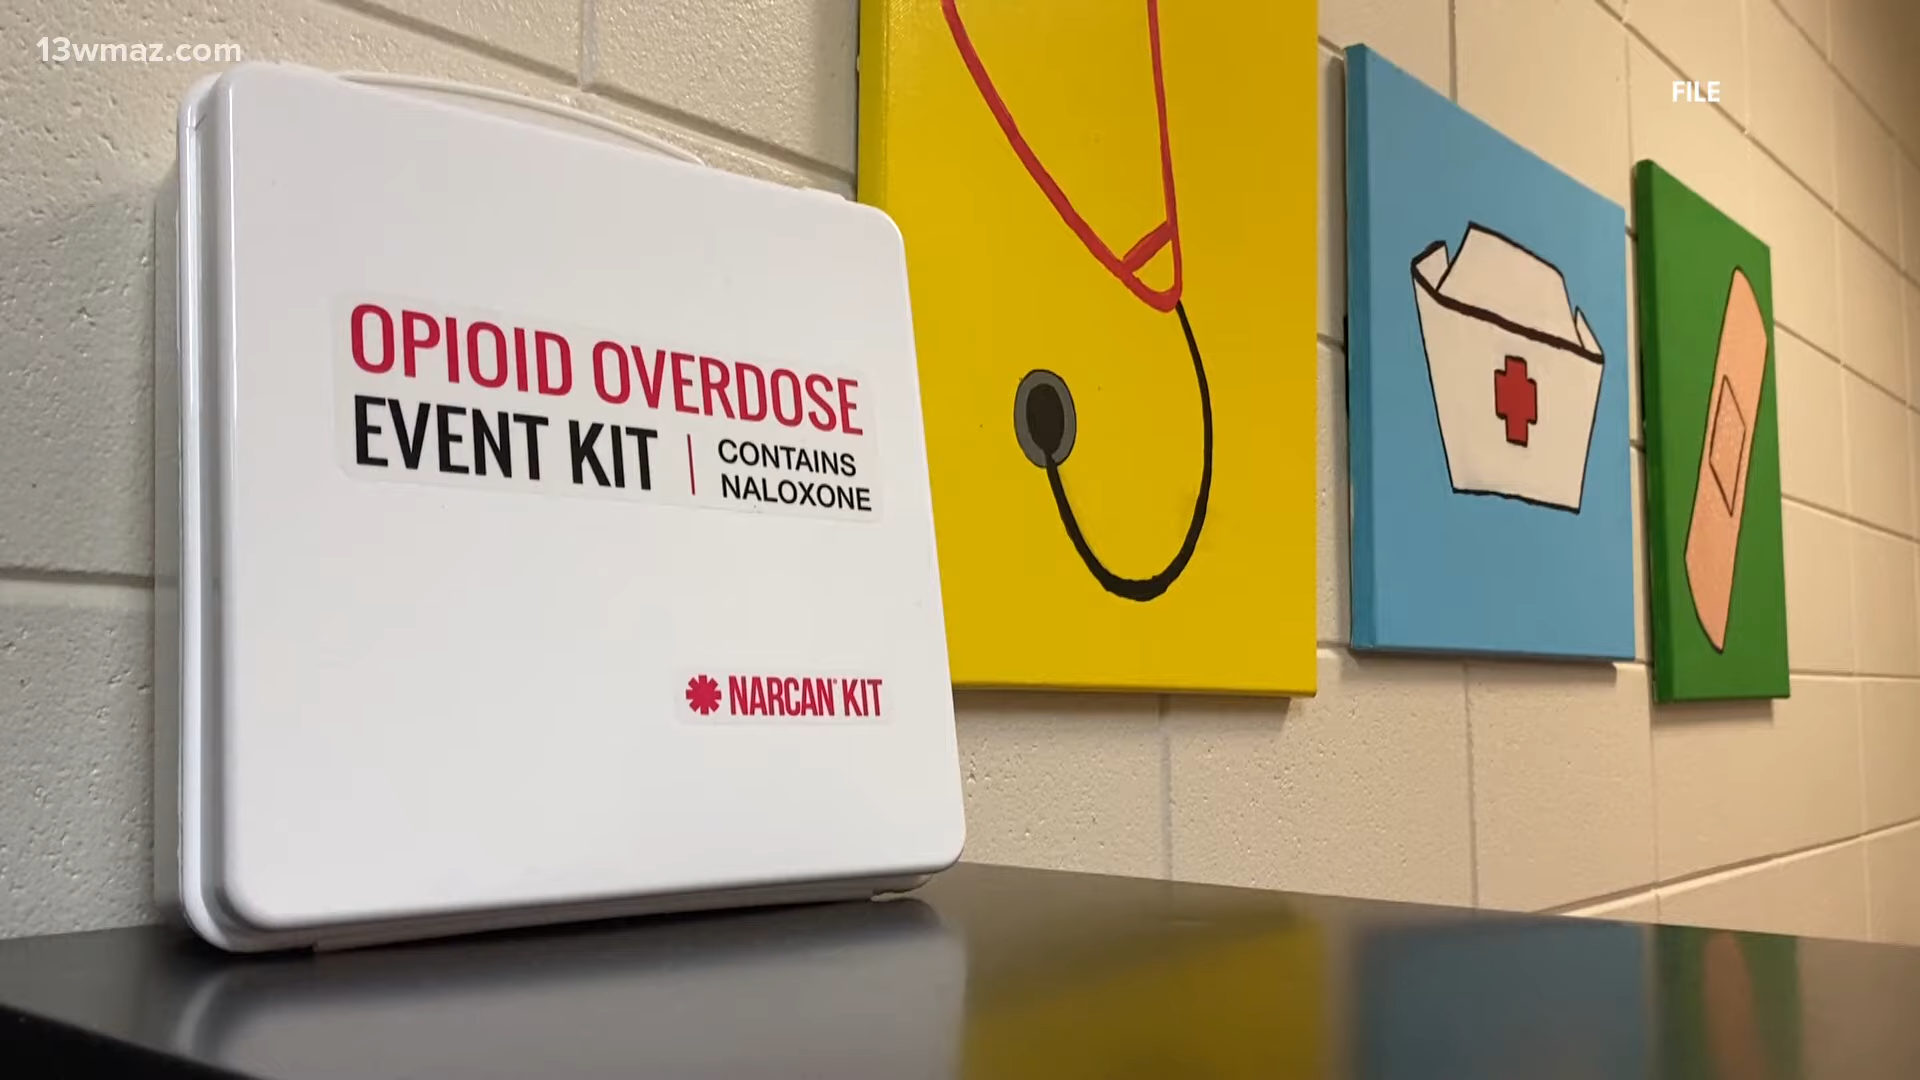 13wmaz.com
FILE
OPIOID OVERDOSE
EVENT KIT | CONTAINS
NALOXONE
NARCAN® KIT